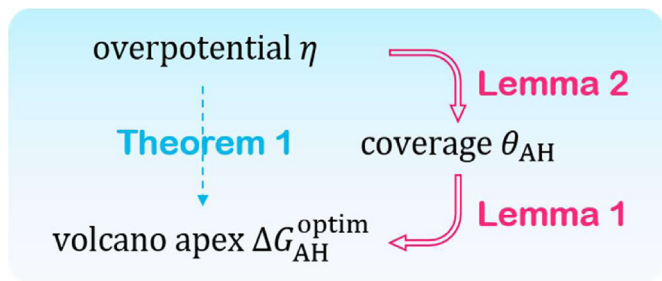 overpotential η
Lemma 2
Theorem 1
coverage θ_AH
Lemma 1
volcano apex ΔG_AH^optim